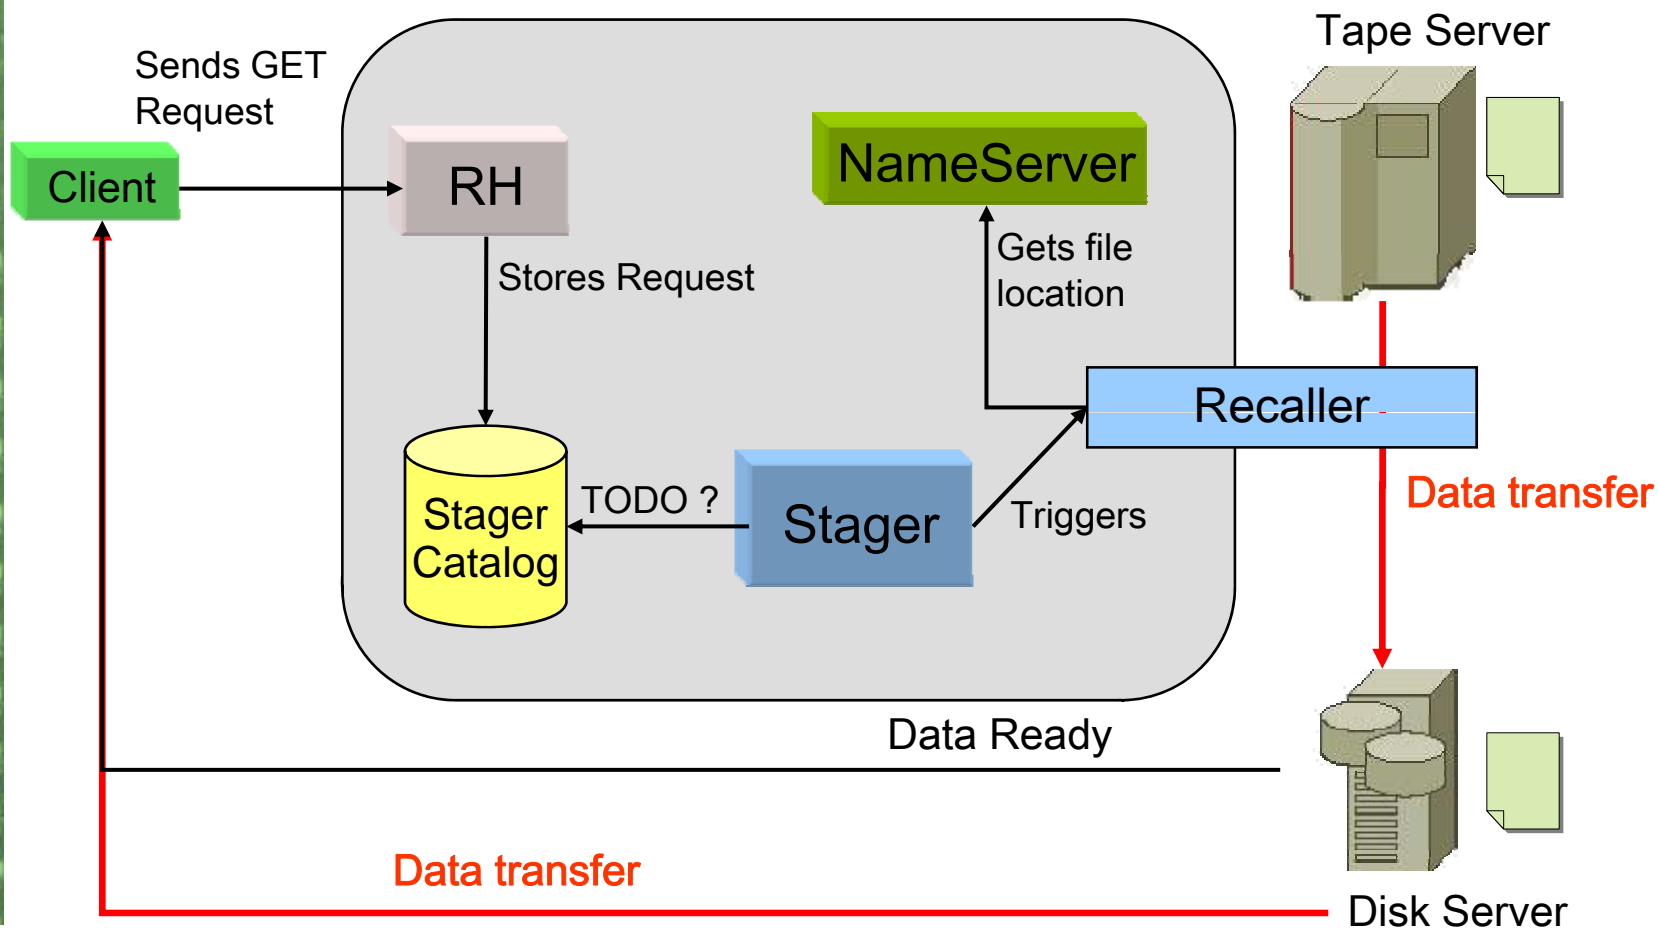 Tape Server
Sends GET
Request
Client
RH
NameServer
Stores Request
Gets file
location
Recaller
Stager
Catalog
TODO ?
Stager
Triggers
Data transfer
Data Ready
Data transfer
Disk Server